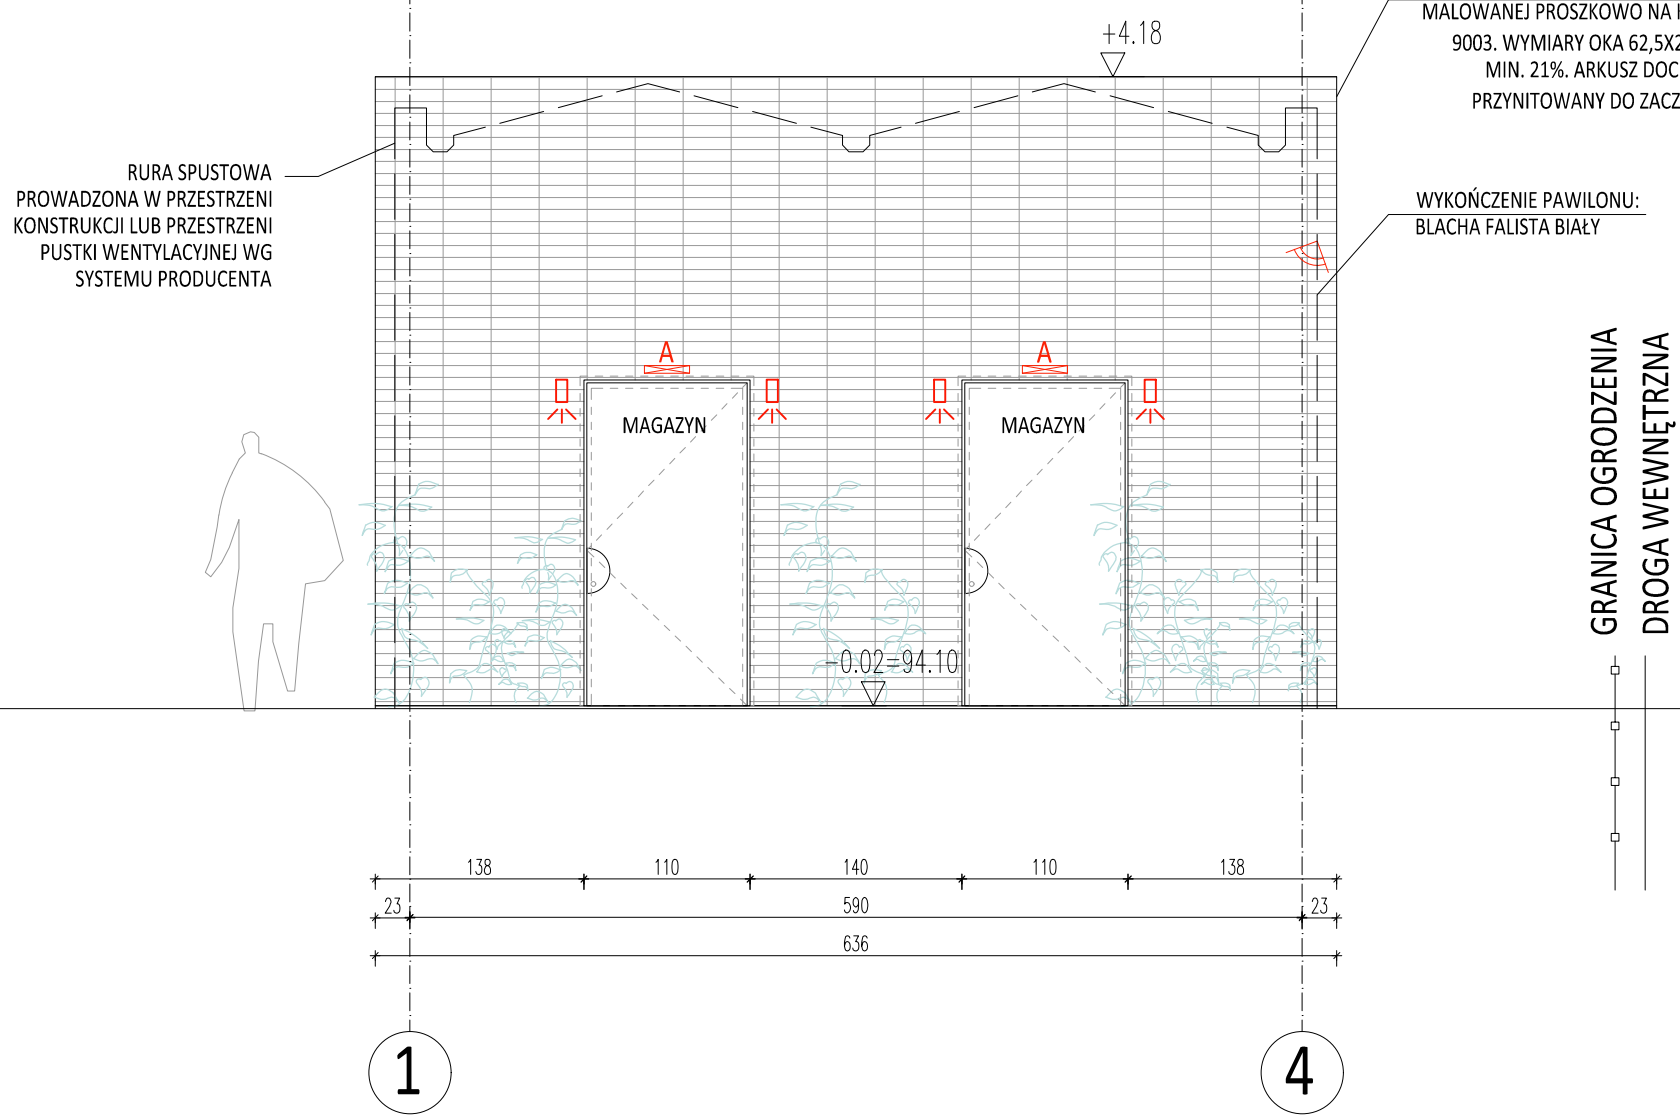 +4.18
MALOWANEJ PROSZKOWO NA
9003. WYMIARY OKA 62,5X2
MIN. 21%. ARKUSZ DOC
PRZYNITOWANY DO ZACZ
RURA SPUSTOWA
PROWADZONA W PRZESTRZENI
KONSTRUKCJI LUB PRZESTRZENI
PUSTKI WENTYLACYJNEJ WG
SYSTEMU PRODUCENTA
WYKOŃCZENIE PAWILONU:
BLACHA FALISTA BIAŁY
A
A
MAGAZYN
MAGAZYN
GRANICA OGRODZENIA
DROGA WEWNĘTRZNA
-0.02=94.10
138 110 140 110 138
23 590 23
636
1
4